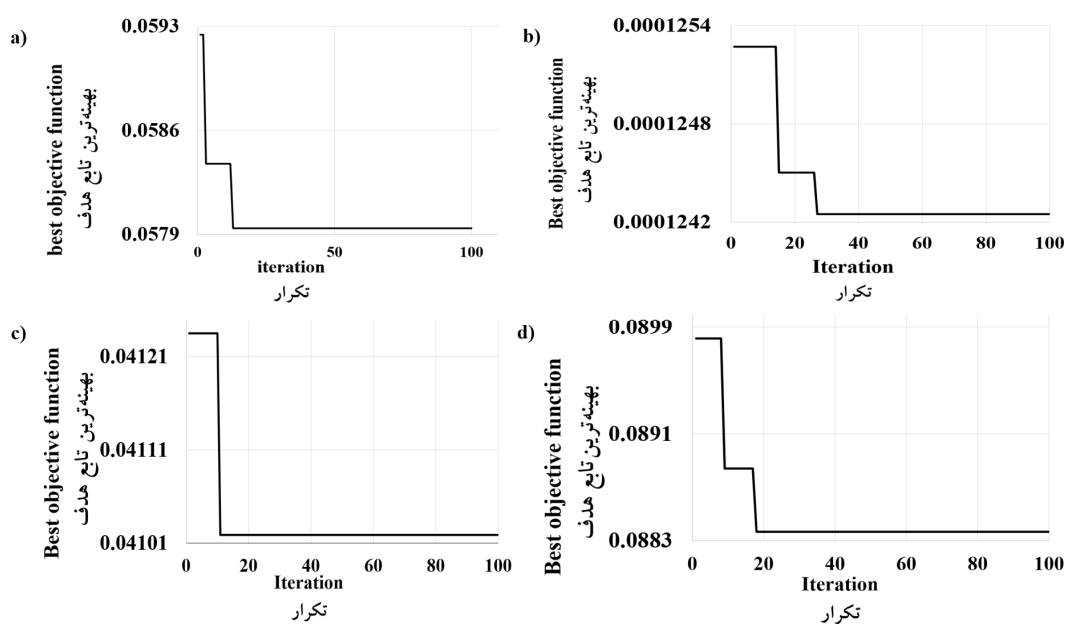 a)
best objective function
بهینه‌ترین تابع هدف
0.0593
0.0586
0.0579
0 50 100
iteration
تکرار
b)
Best objective function
بهینه‌ترین تابع هدف
0.0001254
0.0001248
0.0001242
0 20 40 60 80 100
Iteration
تکرار
c)
Best objective function
بهینه‌ترین تابع هدف
0.04121
0.04111
0.04101
0 20 40 60 80 100
Iteration
تکرار
d)
Best objective function
بهینه‌ترین تابع هدف
0.0899
0.0891
0.0883
0 20 40 60 80 100
Iteration
تکرار